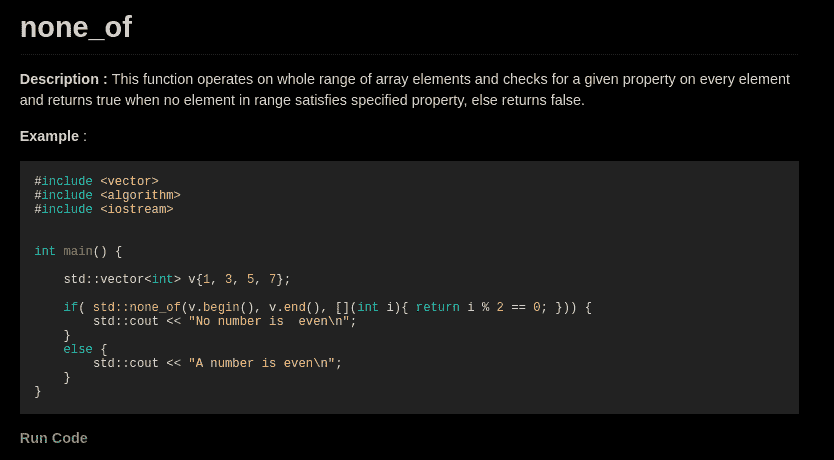 none_of
Description : This function operates on whole range of array elements and checks for a given property on every element
and returns true when no element in range satisfies specified property, else returns false.
Example :
#include <vector>
#include <algorithm>
#include <iostream>
int main() {
    std::vector<int> v{1, 3, 5, 7};
    if( std::none_of(v.begin(), v.end(), [](int i){ return i % 2 == 0; })) {
        std::cout << "No number is  even\n";
    }
    else {
        std::cout << "A number is even\n";
    }
}
Run Code